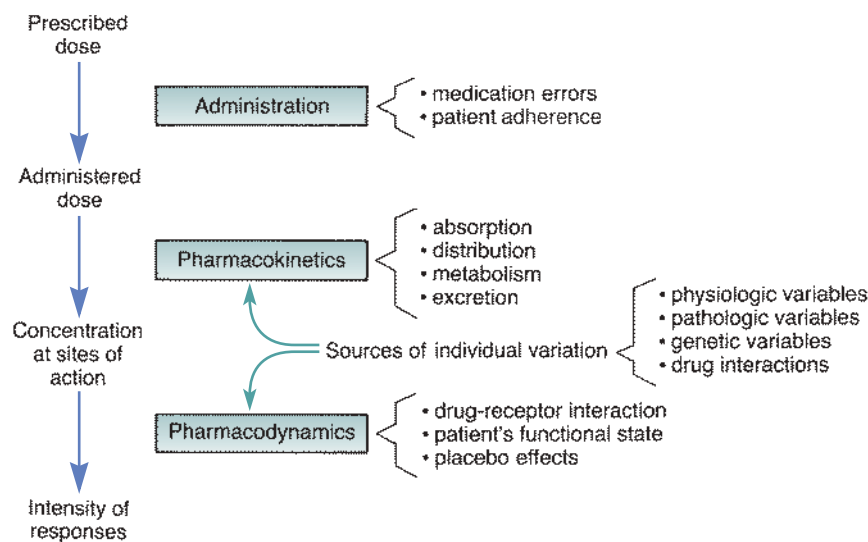 Prescribed
dose
Administration
• medication errors
• patient adherence
Administered
dose
Pharmacokinetics
• absorption
• distribution
• metabolism
• excretion
Concentration
at sites of
action
Sources of individual variation
• physiologic variables
• pathologic variables
• genetic variables
• drug interactions
Pharmacodynamics
• drug-receptor interaction
• patient's functional state
• placebo effects
Intensity of
responses